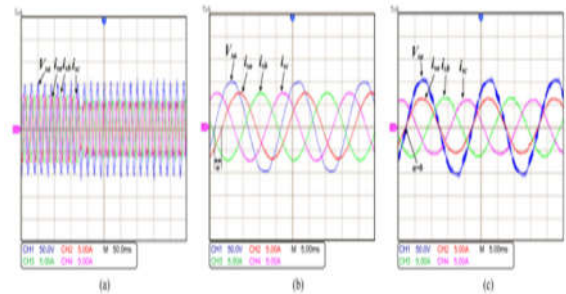 Vsa isa isb isc
Vsa isa isb isc
Vsa isa isb isc
CH1 50.0V CH2 5.00A M 50.0ms
CH3 5.00A CH4 5.00A
CH1 50.0V CH2 5.00A M 5.00ms
CH3 5.00A CH4 5.00A
CH1 50.0V CH2 5.00A M 5.00ms
CH3 5.00A CH4 5.00A
(a) (b) (c)